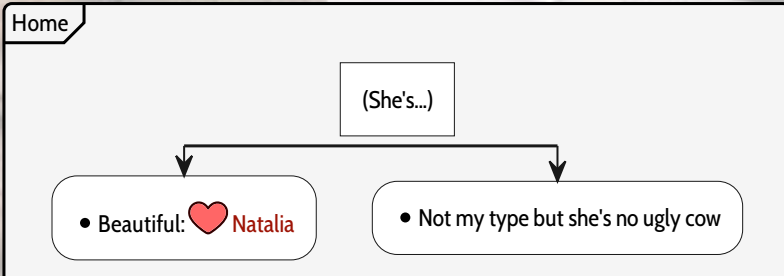 Home
(She's...)
• Beautiful: ❤ Natalia
• Not my type but she's no ugly cow